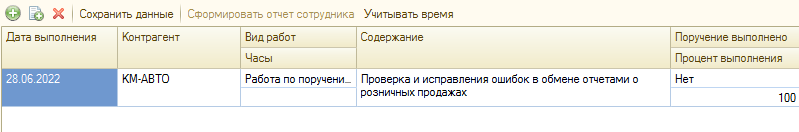 Сохранить данные Сформировать отчет сотрудника Учитывать время
Дата выполнения Контрагент Вид работ Содержание Поручение выполнено
Часы Процент выполнения
28.06.2022 КМ-АВТО Работа по поручени... Проверка и исправления ошибок в обмене отчетами о Нет
розничных продажах 100